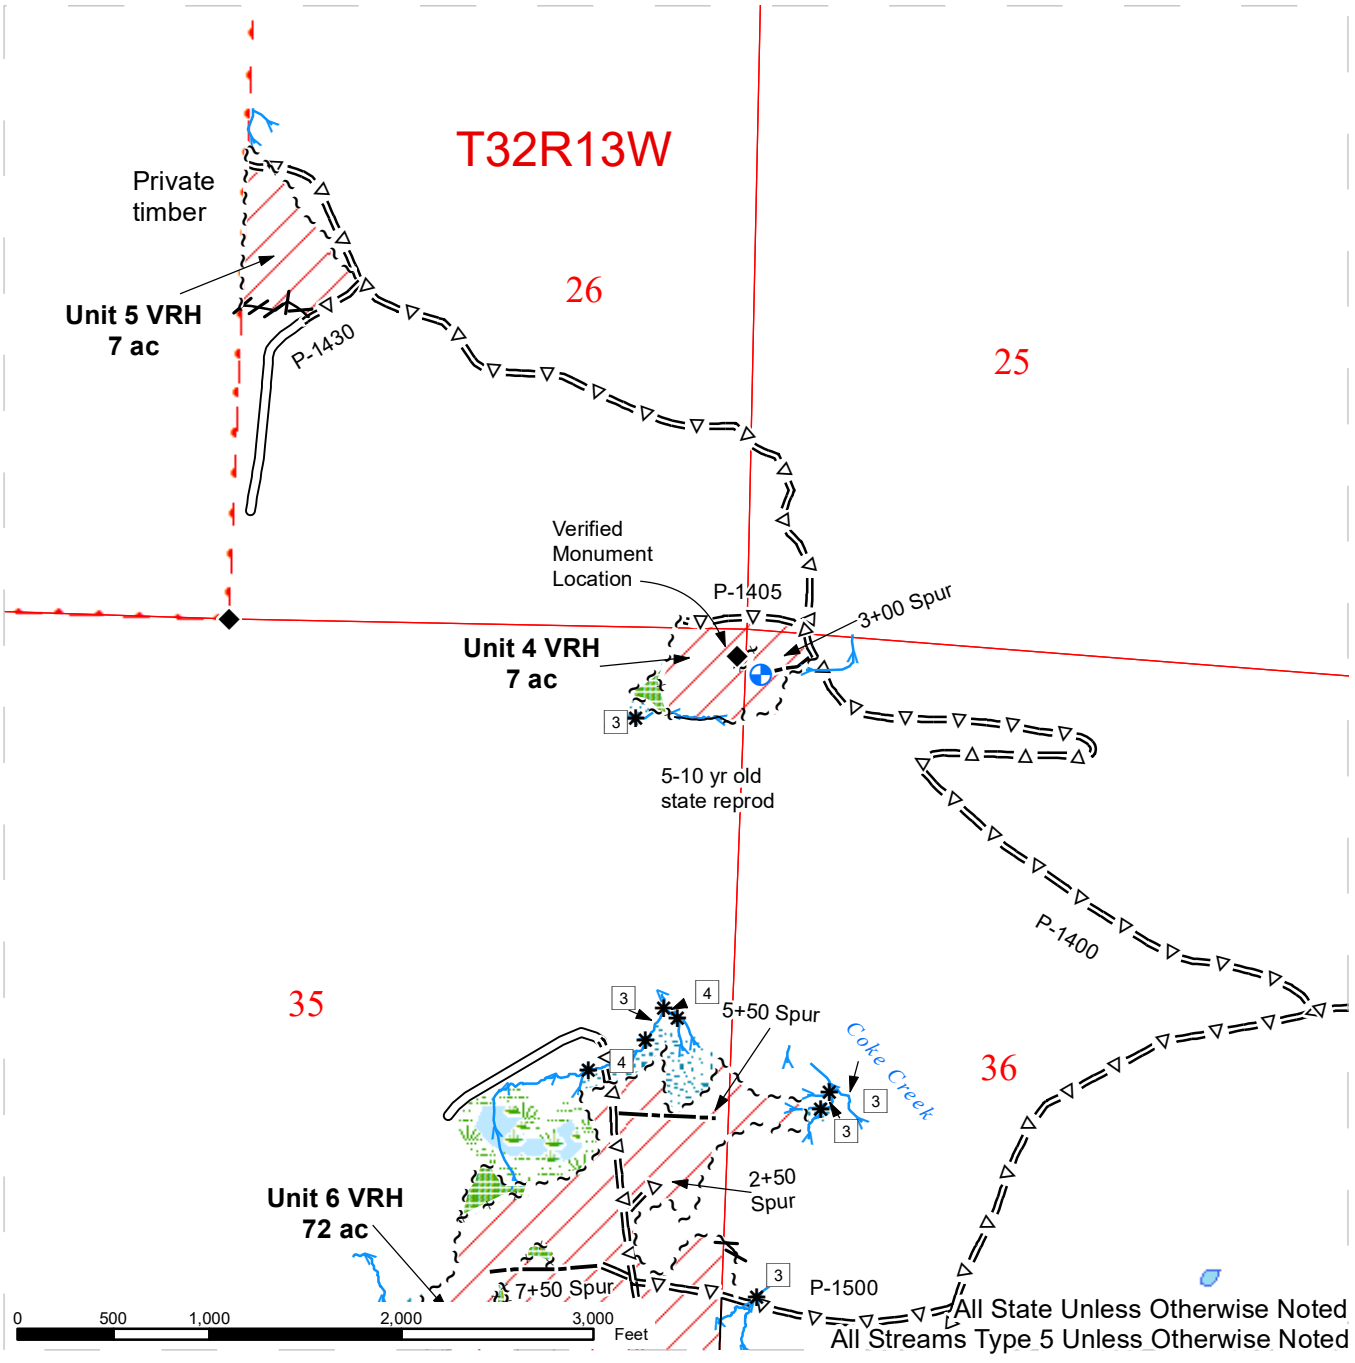 T32R13W
Private
timber
26
Unit 5 VRH
7 ac
P-1430
25
Verified
Monument
Location
P-1405
3+00 Spur
Unit 4 VRH
7 ac
3
5-10 yr old
state reprod
P-1400
35
3
4
5+50 Spur
Coke Creek
36
4
3
3
2+50
Spur
Unit 6 VRH
72 ac
3
7+50 Spur
P-1500
All State Unless Otherwise Noted
0 500 1,000 2,000 3,000
Feet
All Streams Type 5 Unless Otherwise Noted